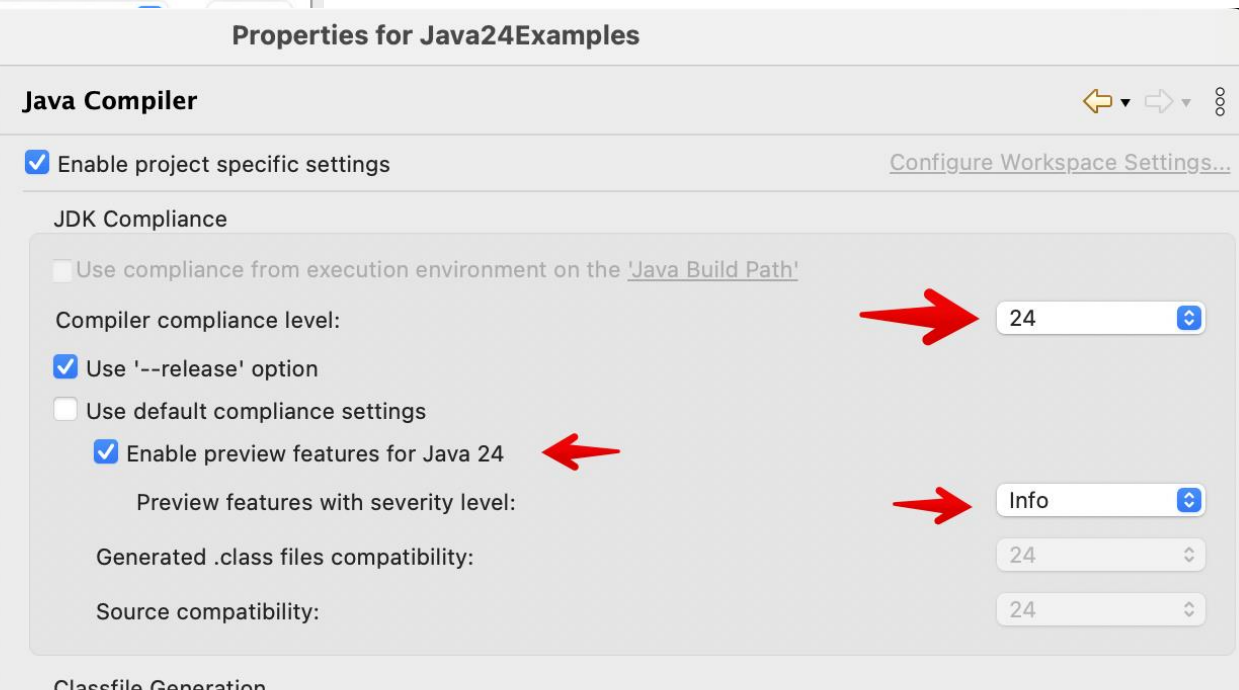 Properties for Java24Examples
Java Compiler
Enable project specific settings
Configure Workspace Settings...
JDK Compliance
Use compliance from execution environment on the 'Java Build Path'
Compiler compliance level:
24
Use '--release' option
Use default compliance settings
Enable preview features for Java 24
Preview features with severity level:
Info
Generated .class files compatibility:
24
Source compatibility:
24
Classfile Generation